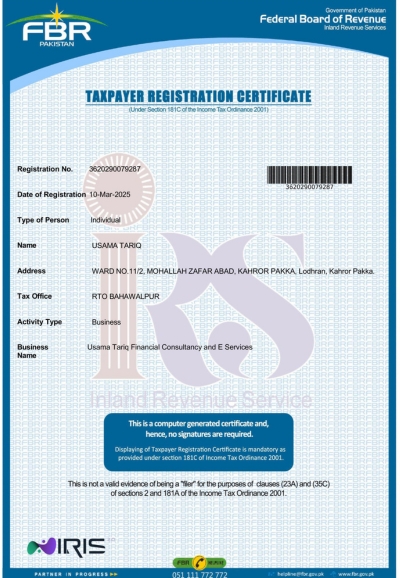 FBR
PAKISTAN
Government of Pakistan
Federal Board of Revenue
Inland Revenue Services
TAXPAYER REGISTRATION CERTIFICATE
(Under Section 181C of the Income Tax Ordinance 2001)
Registration No. 3620290079287
3620290079287
Date of Registration 10-Mar-2025
Type of Person Individual
Name USAMA TARIQ
Address WARD NO.11/2, MOHALLAH ZAFAR ABAD, KAHROR PAKKA, Lodhran, Kahror Pakka.
Tax Office RTO BAHAWALPUR
Activity Type Business
Business Name Usama Tariq Financial Consultancy and E Services
IRS
Inland Revenue Service
This is a computer generated certificate and,
hence, no signatures are required.
Displaying of Taxpayer Registration Certificate is mandatory as
provided under section 181C of Income Tax Ordinance 2001.
This is not a valid evidence of being a "filer" for the purposes of clauses (23A) and (35C)
of sections 2 and 181A of the Income Tax Ordinance 2001.
IRIS
PARTNER IN PROGRESS
FBR
051 111 772 772
helpline@fbr.gov.pk
www.fbr.gov.pk